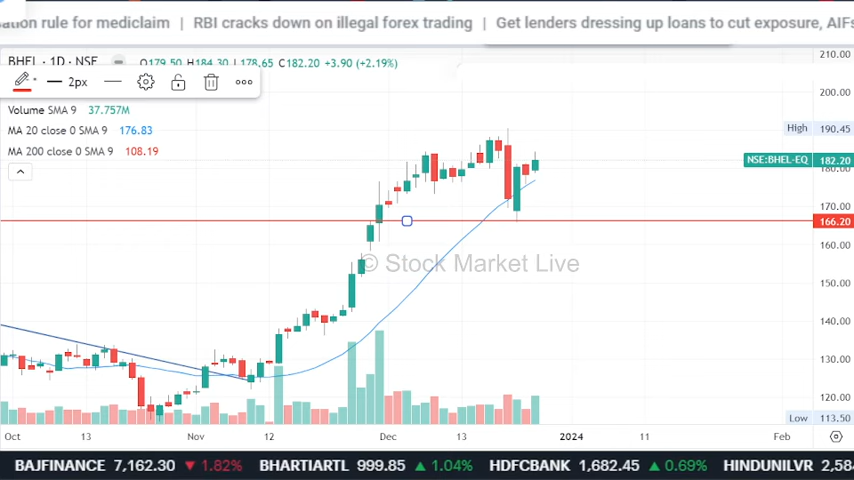 ation rule for mediclaim | RBI cracks down on illegal forex trading | Get lenders dressing up loans to cut exposure, AIFs
BHEL · 1D · NSE O179.50 H184.30 L178.65 C182.20 +3.90 (+2.19%)
2px
Volume SMA 9 37.757M
MA 20 close 0 SMA 9 176.83
MA 200 close 0 SMA 9 108.19
210.00
200.00
High 190.45
NSE:BHEL-EQ 182.20
180.00
170.00
166.20
160.00
© Stock Market Live
150.00
140.00
130.00
120.00
Low 113.50
Oct 13 Nov 12 Dec 13 2024 11 Feb
BAJFINANCE 7,162.30 1.82% BHARTIARTL 999.85 1.04% HDFCBANK 1,682.45 0.69% HINDUNILVR 2,58